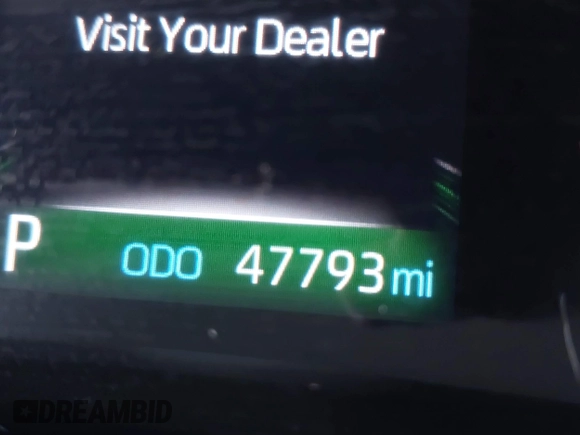 Visit Your Dealer
P ODO 47793 mi
DREAMBID